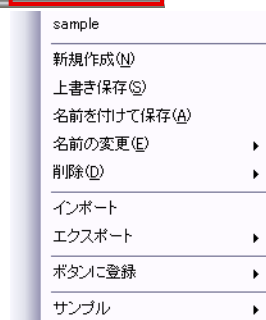 sample
新規作成(N)
上書き保存(S)
名前を付けて保存(A)
名前の変更(E)
削除(D)
インポート
エクスポート
ボタンに登録
サンプル